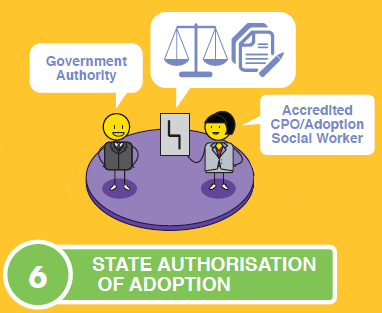 Government
Authority
Accredited
CPO/Adoption
Social Worker
6
STATE AUTHORISATION
OF ADOPTION